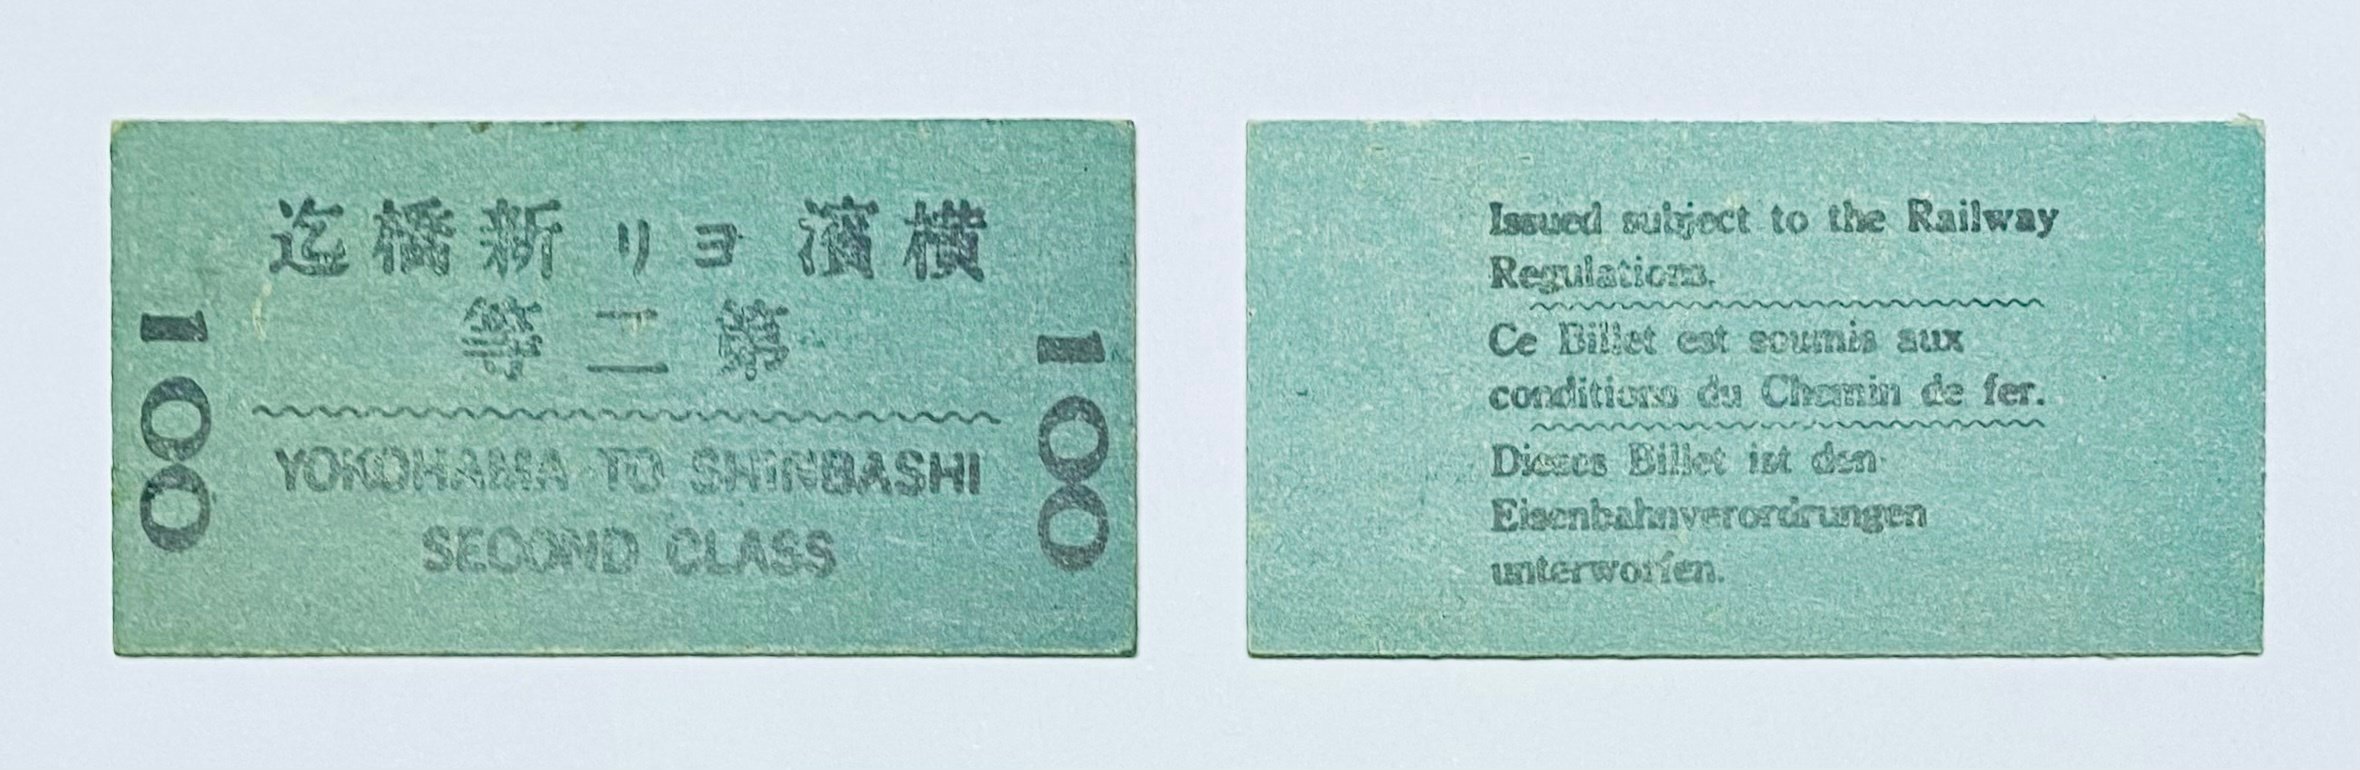 横濱ヨリ新橋迄
第二等
YOKOHAMA TO SHINBASHI
SECOND CLASS
100
100
Issued subject to the Railway
Regulations.
Ce Billet est soumis aux
conditions du Chemin de fer.
Dieses Billet ist den
Eisenbahnverordrungen
unterworfen.